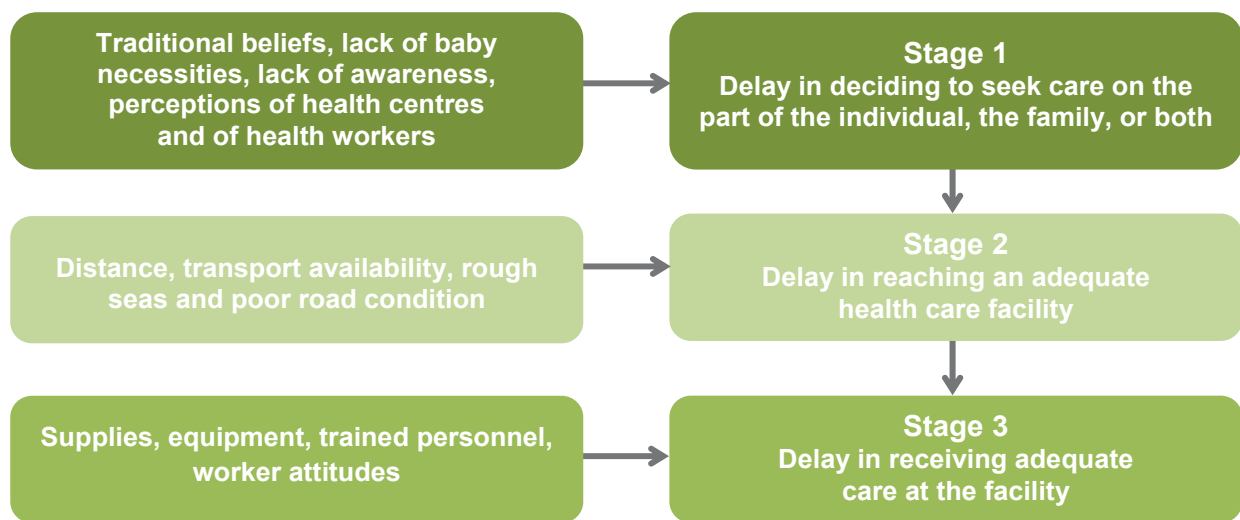 Traditional beliefs, lack of baby
necessities, lack of awareness,
perceptions of health centres
and of health workers
Stage 1
Delay in deciding to seek care on the
part of the individual, the family, or both
Distance, transport availability, rough
seas and poor road condition
Stage 2
Delay in reaching an adequate
health care facility
Supplies, equipment, trained personnel,
worker attitudes
Stage 3
Delay in receiving adequate
care at the facility